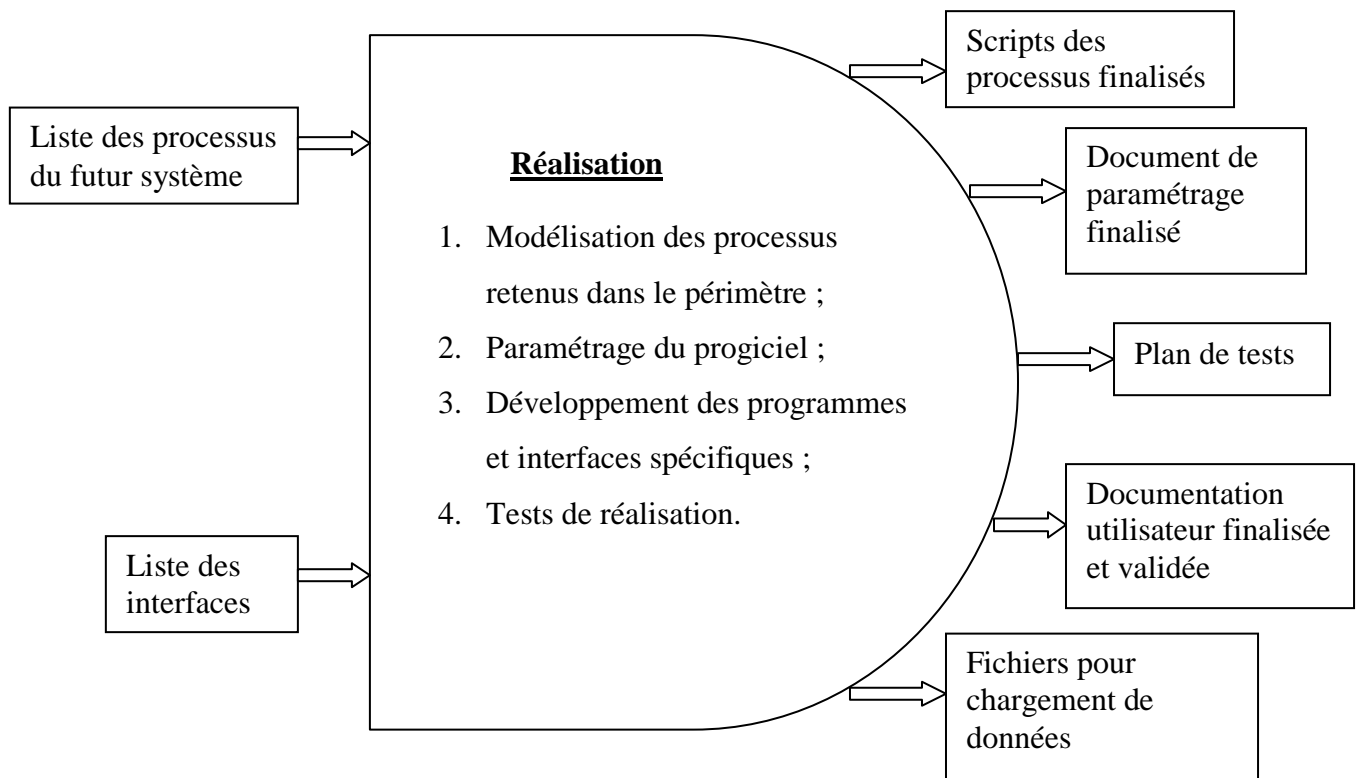 Liste des processus
du futur système
Liste des
interfaces
Réalisation
1. Modélisation des processus
retenus dans le périmètre ;
2. Paramétrage du progiciel ;
3. Développement des programmes
et interfaces spécifiques ;
4. Tests de réalisation.
Scripts des
processus finalisés
Document de
paramétrage
finalisé
Plan de tests
Documentation
utilisateur finalisée
et validée
Fichiers pour
chargement de
données